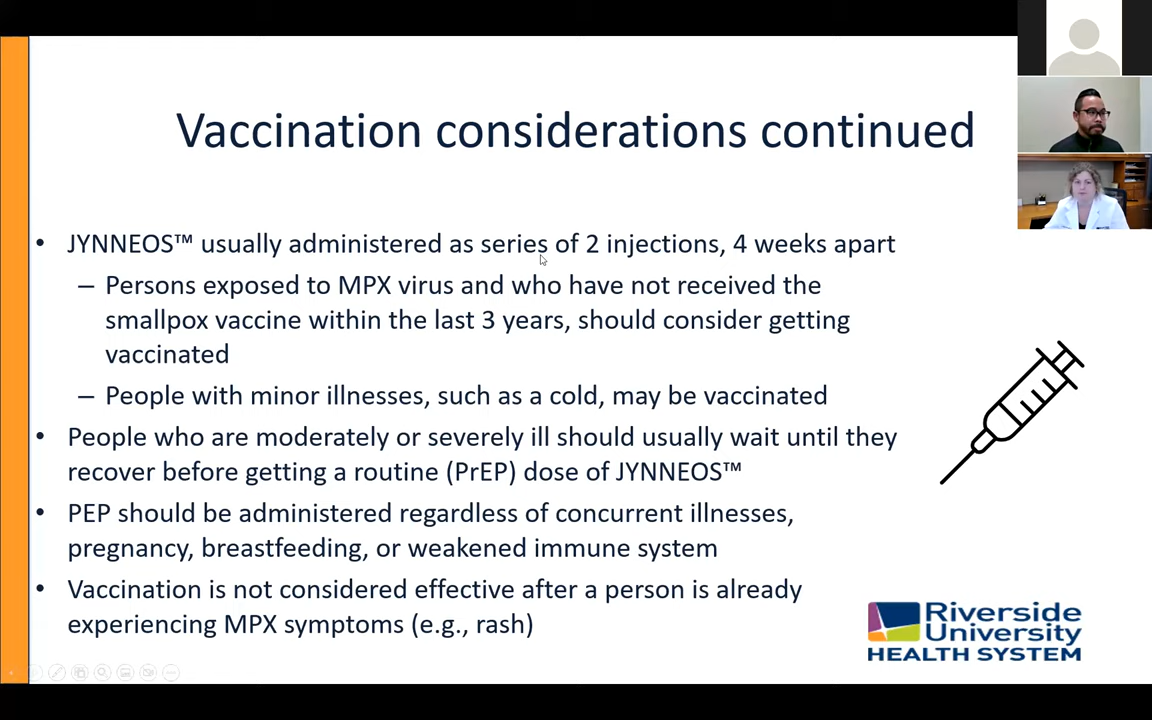 Vaccination considerations continued
• JYNNEOS™ usually administered as series of 2 injections, 4 weeks apart
– Persons exposed to MPX virus and who have not received the
smallpox vaccine within the last 3 years, should consider getting
vaccinated
– People with minor illnesses, such as a cold, may be vaccinated
• People who are moderately or severely ill should usually wait until they
recover before getting a routine (PrEP) dose of JYNNEOS™
• PEP should be administered regardless of concurrent illnesses,
pregnancy, breastfeeding, or weakened immune system
• Vaccination is not considered effective after a person is already
experiencing MPX symptoms (e.g., rash)
Riverside
University
HEALTH SYSTEM